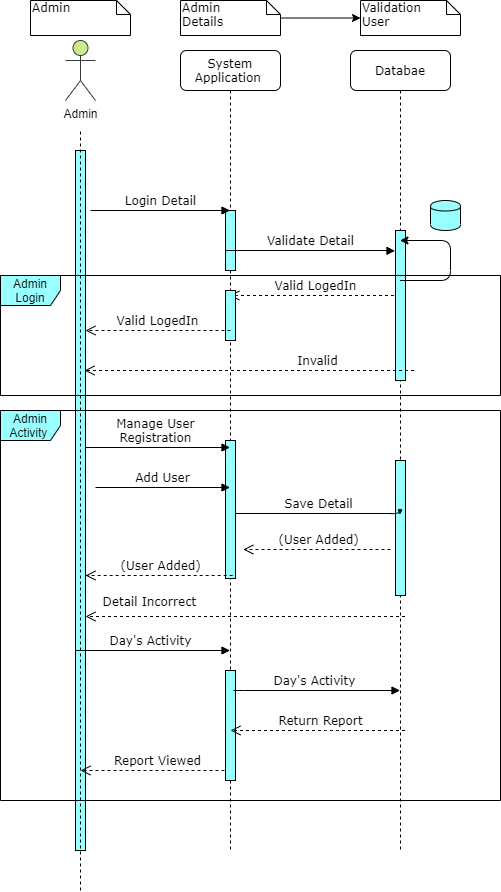 Admin
Admin
Details
Validation
User
System
Application
Databae
Admin
Login Detail
Validate Detail
Admin
Login
Valid LogedIn
Valid LogedIn
Invalid
Admin
Activity
Manage User
Registration
Add User
Save Detail
(User Added)
(User Added)
Detail Incorrect
Day's Activity
Day's Activity
Return Report
Report Viewed